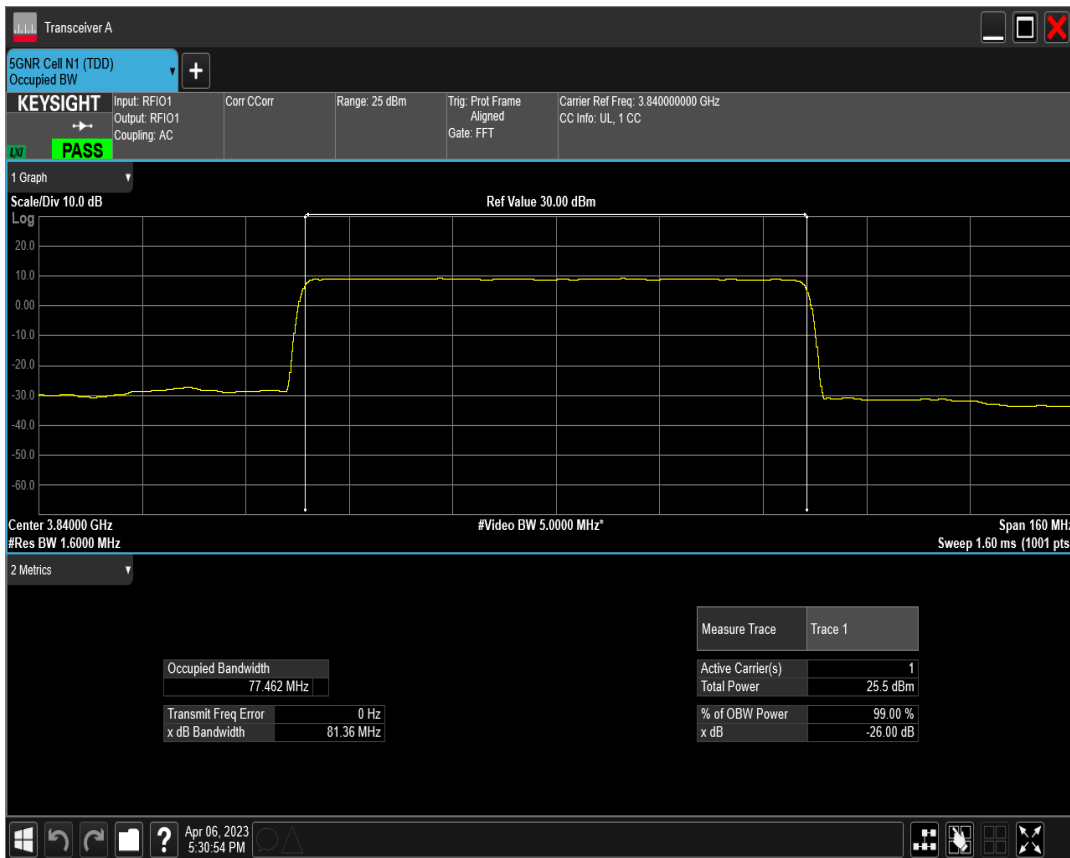 Transceiver A
5GNR Cell N1 (TDD)
Occupied BW
+
KEYSIGHT
LXI
PASS
Input: RFIO1
Output: RFIO1
Coupling: AC
Corr CCorr
Range: 25 dBm
Trig: Prot Frame
Aligned
Gate: FFT
Carrier Ref Freq: 3.840000000 GHz
CC Info: UL, 1 CC
1 Graph
Scale/Div 10.0 dB
Ref Value 30.00 dBm
Log
20.0
10.0
0.00
-10.0
-20.0
-30.0
-40.0
-50.0
-60.0
Center 3.84000 GHz
#Video BW 5.0000 MHz*
Span 160 MHz
#Res BW 1.6000 MHz
Sweep 1.60 ms (1001 pts
2 Metrics
Measure Trace Trace 1
Occupied Bandwidth
77.462 MHz
Active Carrier(s) 1
Total Power 25.5 dBm
Transmit Freq Error 0 Hz
x dB Bandwidth 81.36 MHz
% of OBW Power 99.00 %
x dB -26.00 dB
?
Apr 06, 2023
5:30:54 PM